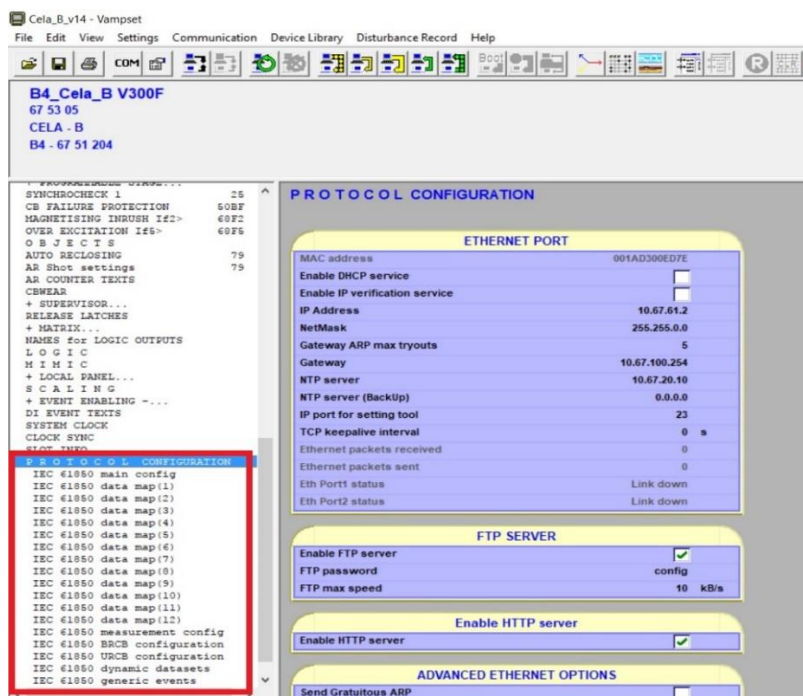 Cela_B_v14 - Vampset
File Edit View Settings Communication Device Library Disturbance Record Help
COM Boot R
B4_Cela_B V300F
67 53 05
CELA - B
B4 - 67 51 204
SYNCHROCHECK 1 25
CB FAILURE PROTECTION 50BF
MAGNETISING INRUSH If2> 68F2
OVER EXCITATION If5> 68F5
O B J E C T S
AUTO RECLOSING 79
AR Shot settings 79
AR COUNTER TEXTS
CBWEAR
+ SUPERVISOR...
RELEASE LATCHES
+ MATRIX...
NAMES for LOGIC OUTPUTS
L O G I C
M I M I C
+ LOCAL PANEL...
S C A L I N G
+ EVENT ENABLING -...
DI EVENT TEXTS
SYSTEM CLOCK
CLOCK SYNC
SLOT INFO
P R O T O C O L CONFIGURATION
IEC 61850 main config
IEC 61850 data map(1)
IEC 61850 data map(2)
IEC 61850 data map(3)
IEC 61850 data map(4)
IEC 61850 data map(5)
IEC 61850 data map(6)
IEC 61850 data map(7)
IEC 61850 data map(8)
IEC 61850 data map(9)
IEC 61850 data map(10)
IEC 61850 data map(11)
IEC 61850 data map(12)
IEC 61850 measurement config
IEC 61850 BRCB configuration
IEC 61850 URCB configuration
IEC 61850 dynamic datasets
IEC 61850 generic events
P R O T O C O L CONFIGURATION
ETHERNET PORT
MAC address 001AD300ED7E
Enable DHCP service
Enable IP verification service
IP Address 10.67.61.2
NetMask 255.255.0.0
Gateway ARP max tryouts 5
Gateway 10.67.100.254
NTP server 10.67.20.10
NTP server (BackUp) 0.0.0.0
IP port for setting tool 23
TCP keepalive interval 0 s
Ethernet packets received 0
Ethernet packets sent 0
Eth Port1 status Link down
Eth Port2 status Link down
FTP SERVER
Enable FTP server
FTP password config
FTP max speed 10 kB/s
Enable HTTP server
Enable HTTP server
ADVANCED ETHERNET OPTIONS
Send Gratuitous ARP